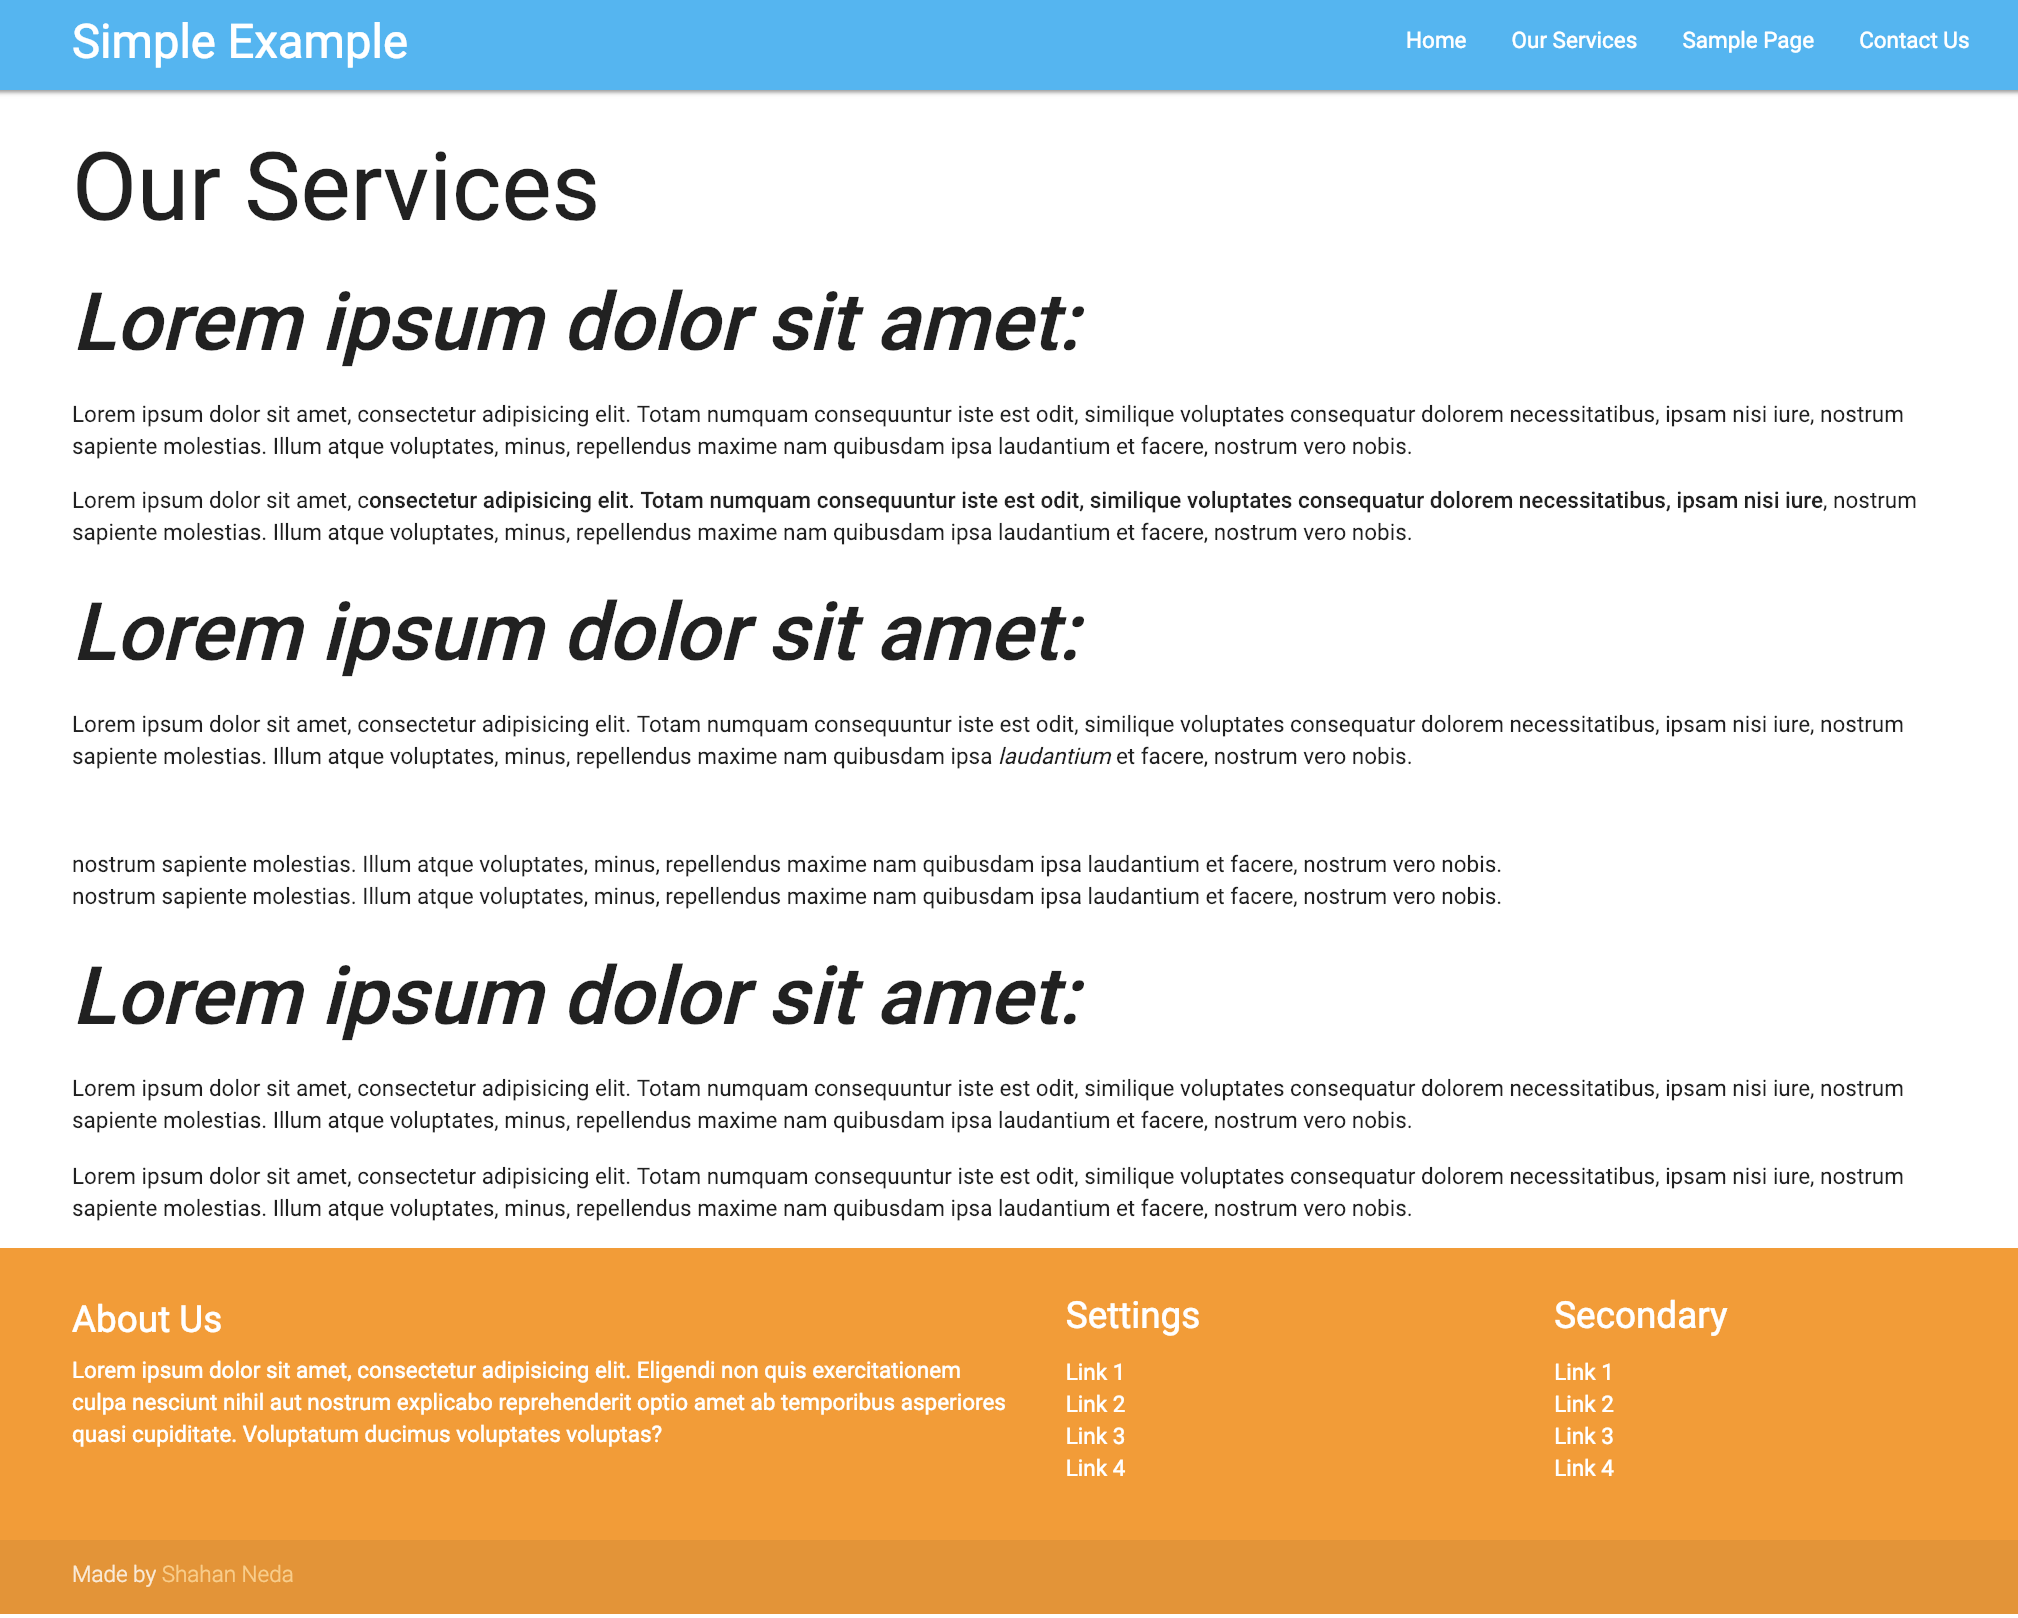 Simple Example
Home Our Services Sample Page Contact Us
Our Services
Lorem ipsum dolor sit amet:
Lorem ipsum dolor sit amet, consectetur adipisicing elit. Totam numquam consequuntur iste est odit, similique voluptates consequatur dolorem necessitatibus, ipsam nisi iure, nostrum
sapiente molestias. Illum atque voluptates, minus, repellendus maxime nam quibusdam ipsa laudantium et facere, nostrum vero nobis.
Lorem ipsum dolor sit amet, consectetur adipisicing elit. Totam numquam consequuntur iste est odit, similique voluptates consequatur dolorem necessitatibus, ipsam nisi iure, nostrum
sapiente molestias. Illum atque voluptates, minus, repellendus maxime nam quibusdam ipsa laudantium et facere, nostrum vero nobis.
Lorem ipsum dolor sit amet:
Lorem ipsum dolor sit amet, consectetur adipisicing elit. Totam numquam consequuntur iste est odit, similique voluptates consequatur dolorem necessitatibus, ipsam nisi iure, nostrum
sapiente molestias. Illum atque voluptates, minus, repellendus maxime nam quibusdam ipsa laudantium et facere, nostrum vero nobis.
nostrum sapiente molestias. Illum atque voluptates, minus, repellendus maxime nam quibusdam ipsa laudantium et facere, nostrum vero nobis.
nostrum sapiente molestias. Illum atque voluptates, minus, repellendus maxime nam quibusdam ipsa laudantium et facere, nostrum vero nobis.
Lorem ipsum dolor sit amet:
Lorem ipsum dolor sit amet, consectetur adipisicing elit. Totam numquam consequuntur iste est odit, similique voluptates consequatur dolorem necessitatibus, ipsam nisi iure, nostrum
sapiente molestias. Illum atque voluptates, minus, repellendus maxime nam quibusdam ipsa laudantium et facere, nostrum vero nobis.
Lorem ipsum dolor sit amet, consectetur adipisicing elit. Totam numquam consequuntur iste est odit, similique voluptates consequatur dolorem necessitatibus, ipsam nisi iure, nostrum
sapiente molestias. Illum atque voluptates, minus, repellendus maxime nam quibusdam ipsa laudantium et facere, nostrum vero nobis.
About Us
Lorem ipsum dolor sit amet, consectetur adipisicing elit. Eligendi non quis exercitationem
culpa nesciunt nihil aut nostrum explicabo reprehenderit optio amet ab temporibus asperiores
quasi cupiditate. Voluptatum ducimus voluptates voluptas?
Settings
Link 1
Link 2
Link 3
Link 4
Secondary
Link 1
Link 2
Link 3
Link 4
Made by Shahan Neda